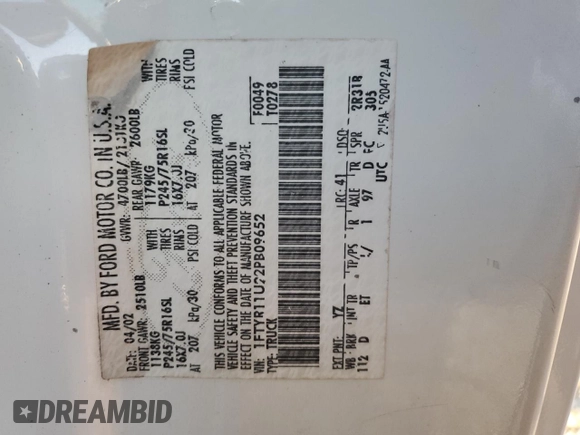 MFD. BY FORD MOTOR CO. IN U.S.A.
DATE: 04/02 GVWR: 4700LB/ 2131KG
FRONT GAWR: 2510LB REAR GAWR: 2600LB
1138KG WITH 1179KG WITH
P245/75R16SL TIRES P245/75R16SL TIRES
16X7.0J RIMS 16X7.0J RIMS
AT 207 kPa/30 PSI COLD AT 207 kPa/30 PSI COLD
THIS VEHICLE CONFORMS TO ALL APPLICABLE FEDERAL MOTOR
VEHICLE SAFETY AND THEFT PREVENTION STANDARDS IN
EFFECT ON THE DATE OF MANUFACTURE SHOWN ABOVE.
VIN: 1FTYR11U22PB09652 F0049
TYPE: TRUCK T0278
EXT PNT: YZ RC: 41 DSO:
WB BRK INT TR TP/PS R AXLE TR SPR 2R31R
112 D ET 1 97 D FC 305
UTC
DREAMBID DREAMBID